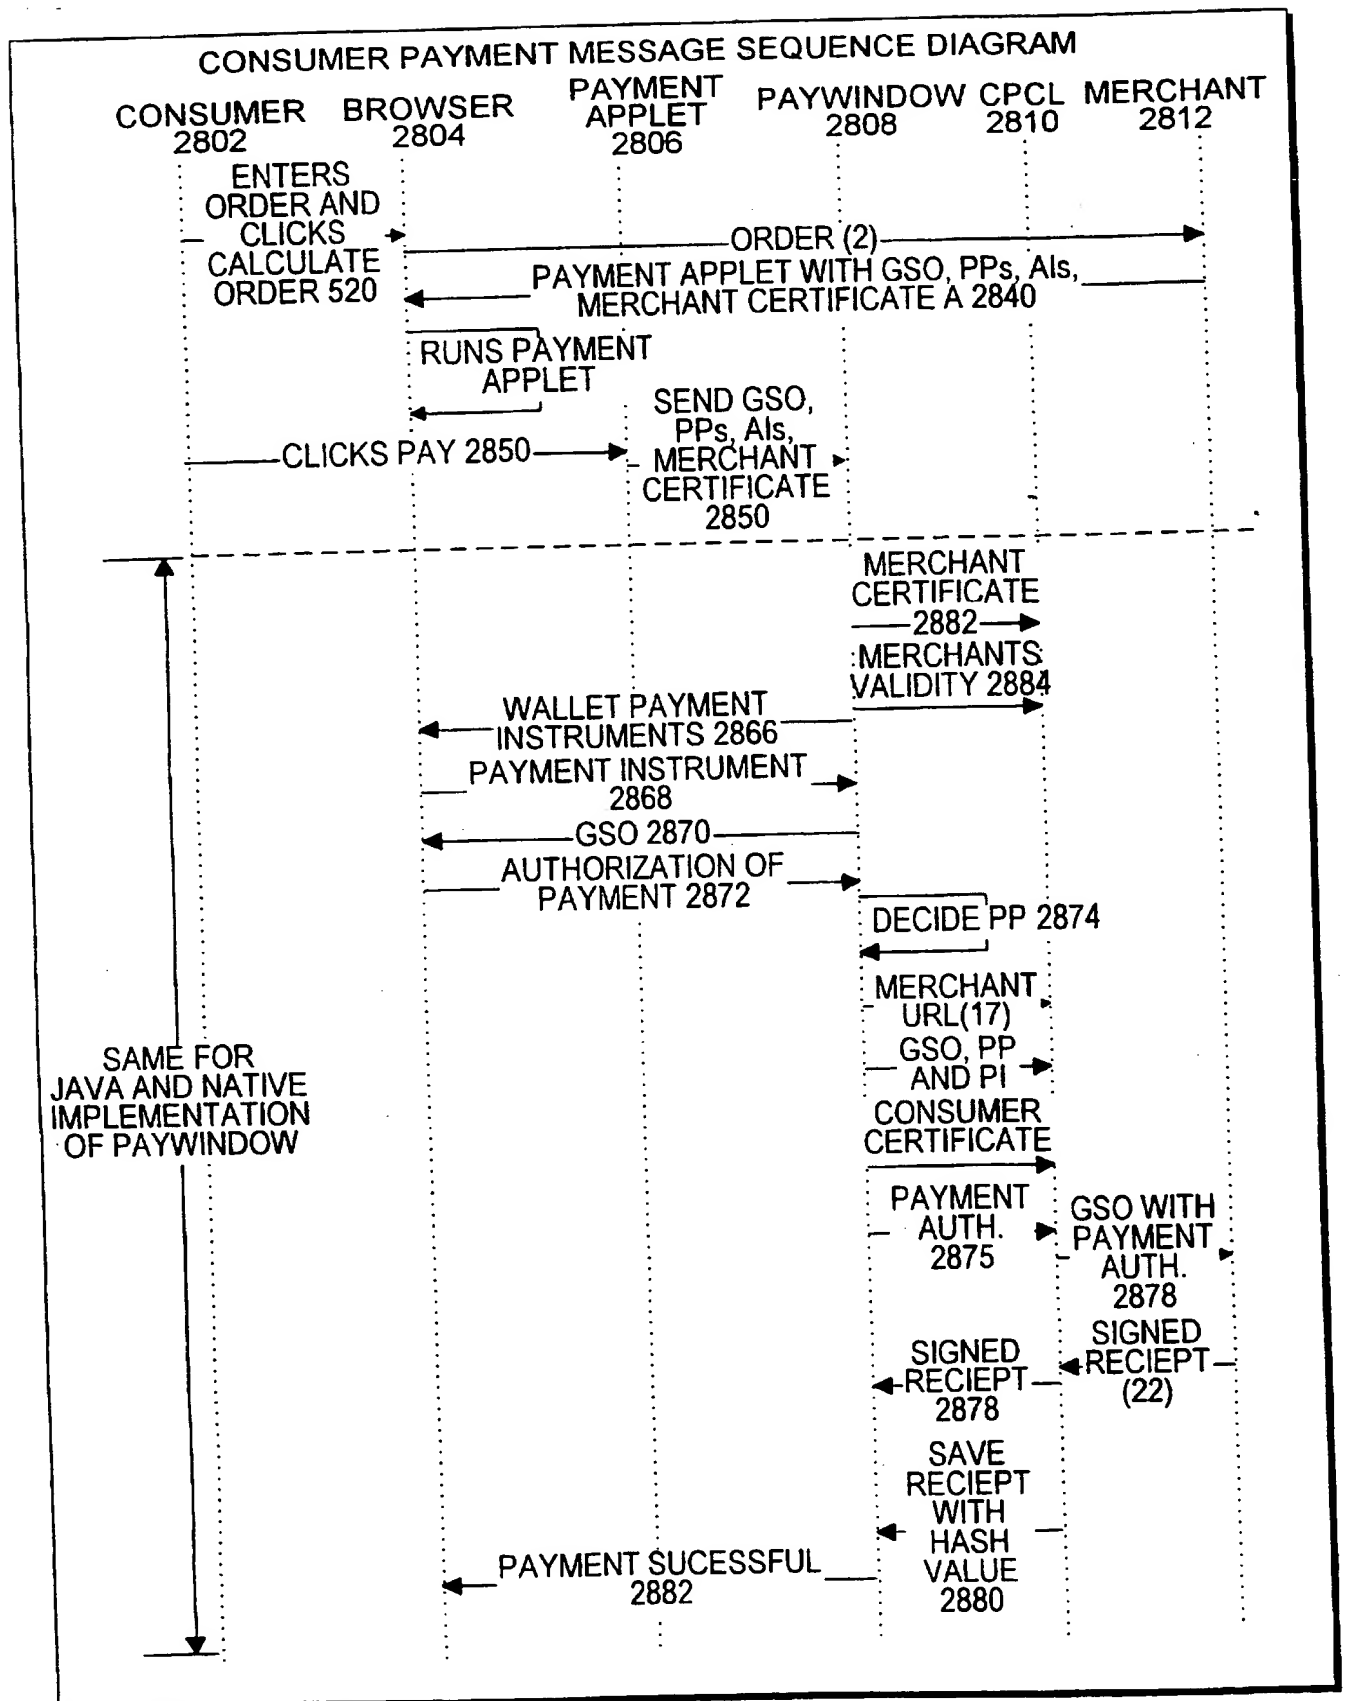 CONSUMER PAYMENT MESSAGE SEQUENCE DIAGRAM
CONSUMER
2802
BROWSER
2804
PAYMENT
APPLET
2806
PAYWINDOW
2808
CPCL
2810
MERCHANT
2812
ENTERS
ORDER AND
CLICKS
CALCULATE
ORDER 520
ORDER (2)
PAYMENT APPLET WITH GSO, PPs, AIs,
MERCHANT CERTIFICATE A 2840
RUNS PAYMENT
APPLET
CLICKS PAY 2850
SEND GSO,
PPs, AIs,
MERCHANT
CERTIFICATE
2850
MERCHANT
CERTIFICATE
2882
MERCHANTS
VALIDITY 2884
WALLET PAYMENT
INSTRUMENTS 2866
PAYMENT INSTRUMENT
2868
GSO 2870
AUTHORIZATION OF
PAYMENT 2872
DECIDE PP 2874
MERCHANT
URL(17)
GSO, PP
AND PI
SAME FOR
JAVA AND NATIVE
IMPLEMENTATION
OF PAYWINDOW
CONSUMER
CERTIFICATE
PAYMENT
AUTH.
2875
GSO WITH
PAYMENT
AUTH.
2878
SIGNED
RECIEPT
(22)
SIGNED
RECIEPT
2878
SAVE
RECIEPT
WITH
HASH
VALUE
2880
PAYMENT SUCESSFUL
2882